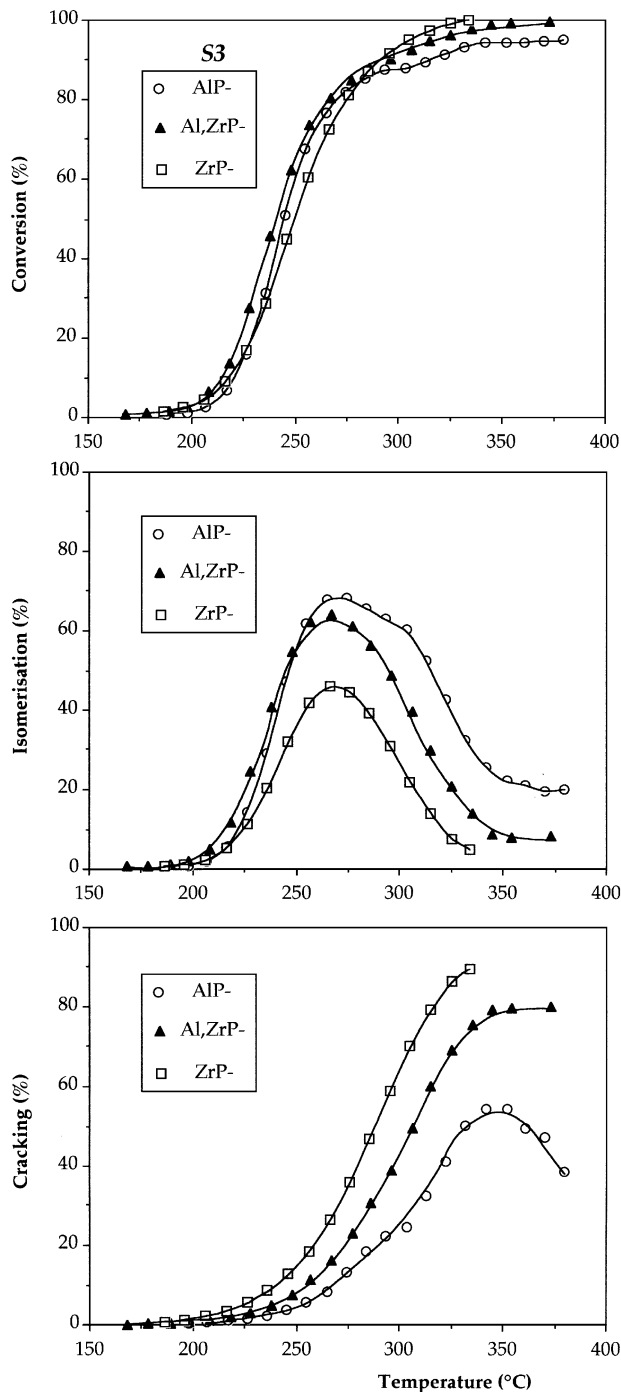 S3
AlP-
Al,ZrP-
ZrP-
Conversion (%)
100
80
60
40
20
0
150
200
250
300
350
400
AlP-
Al,ZrP-
ZrP-
Isomerisation (%)
100
80
60
40
20
0
150
200
250
300
350
400
AlP-
Al,ZrP-
ZrP-
Cracking (%)
100
80
60
40
20
0
150
200
250
300
350
400
Temperature (°C)